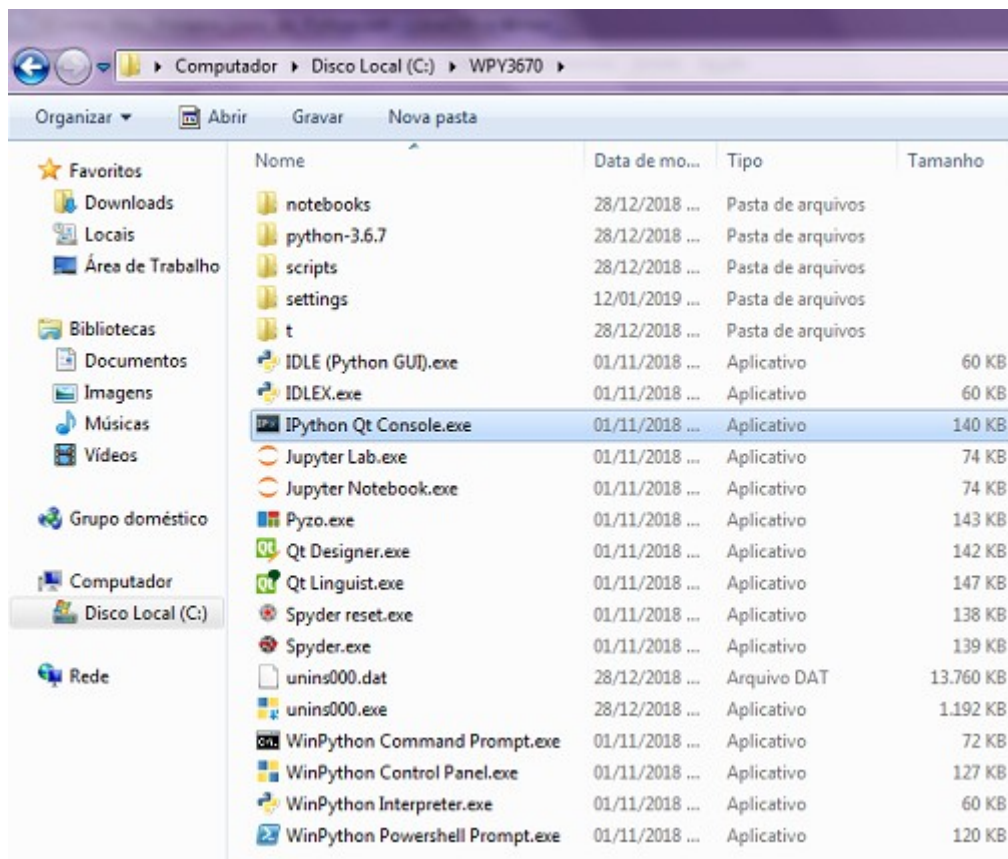 Computador Disco Local (C:) WPY3670
Organizar Abrir Gravar Nova pasta
Nome Data de mo... Tipo Tamanho
Favoritos
Downloads
Locais
Área de Trabalho
Bibliotecas
Documentos
Imagens
Músicas
Vídeos
Grupo doméstico
Computador
Disco Local (C:)
Rede
notebooks 28/12/2018 ... Pasta de arquivos
python-3.6.7 28/12/2018 ... Pasta de arquivos
scripts 28/12/2018 ... Pasta de arquivos
settings 12/01/2019 ... Pasta de arquivos
t 28/12/2018 ... Pasta de arquivos
IDLE (Python GUI).exe 01/11/2018 ... Aplicativo 60 KB
IDLEX.exe 01/11/2018 ... Aplicativo 60 KB
IPython Qt Console.exe 01/11/2018 ... Aplicativo 140 KB
Jupyter Lab.exe 01/11/2018 ... Aplicativo 74 KB
Jupyter Notebook.exe 01/11/2018 ... Aplicativo 74 KB
Pyzo.exe 01/11/2018 ... Aplicativo 143 KB
Qt Designer.exe 01/11/2018 ... Aplicativo 142 KB
Qt Linguist.exe 01/11/2018 ... Aplicativo 147 KB
Spyder reset.exe 01/11/2018 ... Aplicativo 138 KB
Spyder.exe 01/11/2018 ... Aplicativo 139 KB
unins000.dat 28/12/2018 ... Arquivo DAT 13.760 KB
unins000.exe 28/12/2018 ... Aplicativo 1.192 KB
WinPython Command Prompt.exe 01/11/2018 ... Aplicativo 72 KB
WinPython Control Panel.exe 01/11/2018 ... Aplicativo 127 KB
WinPython Interpreter.exe 01/11/2018 ... Aplicativo 60 KB
WinPython Powershell Prompt.exe 01/11/2018 ... Aplicativo 120 KB